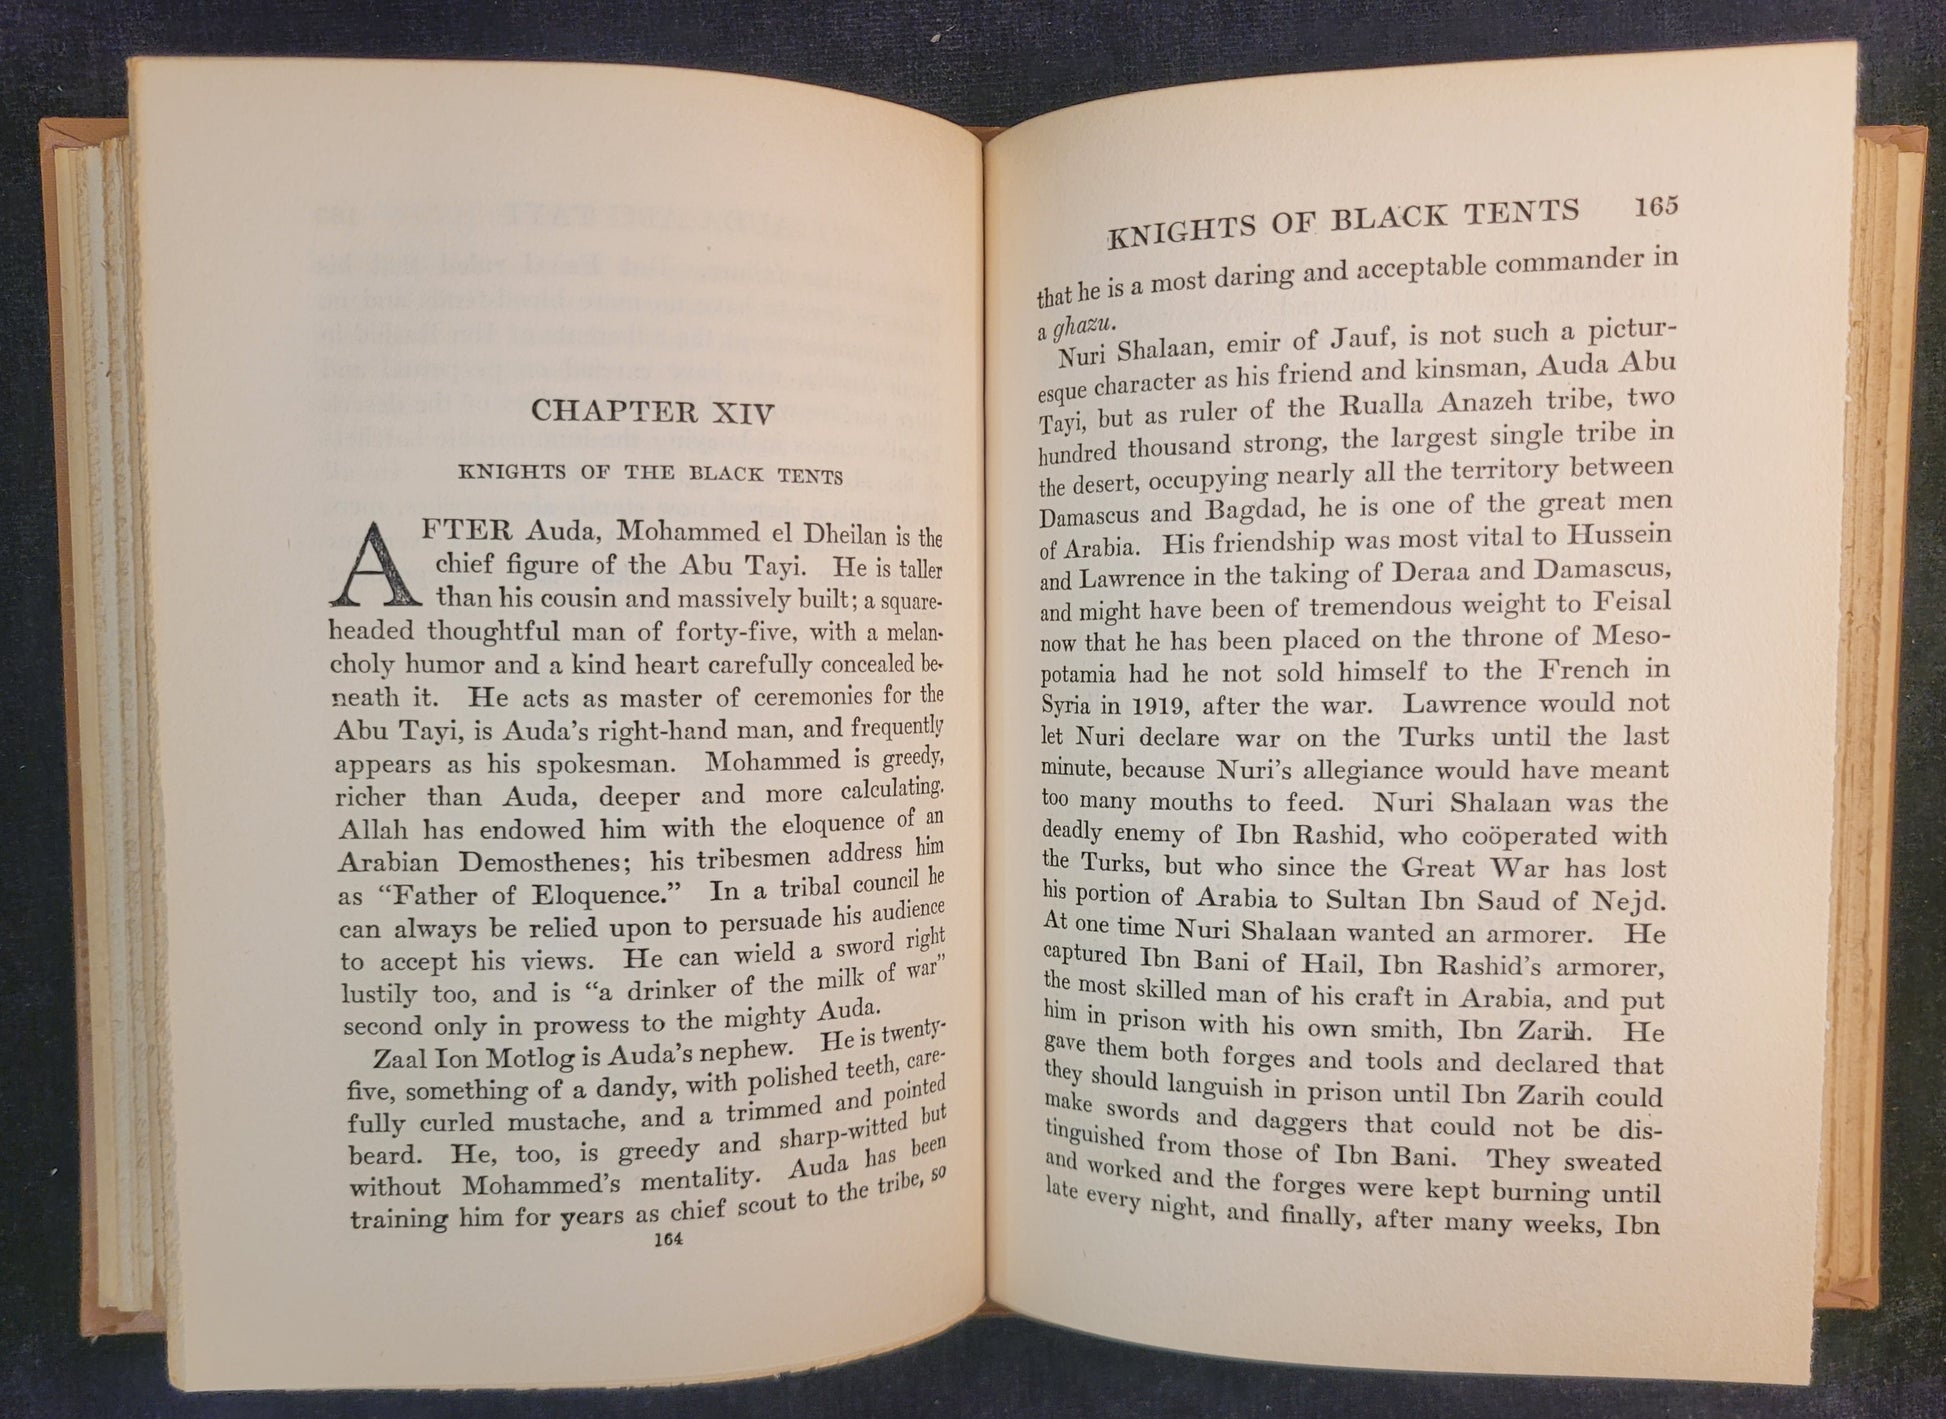 CHAPTER XIV
KNIGHTS OF THE BLACK TENTS
AFTER Auda, Mohammed el Dheilan is the
chief figure of the Abu Tayi. He is taller
than his cousin and massively built; a square-
headed thoughtful man of forty-five, with a melan-
choly humor and a kind heart carefully concealed be-
neath it. He acts as master of ceremonies for the
Abu Tayi, is Auda's right-hand man, and frequently
appears as his spokesman. Mohammed is greedy,
richer than Auda, deeper and more calculating.
Allah has endowed him with the eloquence of an
Arabian Demosthenes; his tribesmen address him
as "Father of Eloquence." In a tribal council he
can always be relied upon to persuade his audience
to accept his views. He can wield a sword right
lustily too, and is "a drinker of the milk of war"
second only in prowess to the mighty Auda.
Zaal Ion Motlog is Auda's nephew. He is twenty-
five, something of a dandy, with polished teeth, care-
fully curled mustache, and a trimmed and pointed
beard. He, too, is greedy and sharp-witted but
without Mohammed's mentality. Auda has been
training him for years as chief scout to the tribe, so
164
KNIGHTS OF BLACK TENTS 165
that he is a most daring and acceptable commander in
a ghazu.
Nuri Shalaan, emir of Jauf, is not such a pictur-
esque character as his friend and kinsman, Auda Abu
Tayi, but as ruler of the Rualla Anazeh tribe, two
hundred thousand strong, the largest single tribe in
the desert, occupying nearly all the territory between
Damascus and Bagdad, he is one of the great men
of Arabia. His friendship was most vital to Hussein
and Lawrence in the taking of Deraa and Damascus,
and might have been of tremendous weight to Feisal
now that he has been placed on the throne of Meso-
potamia had he not sold himself to the French in
Syria in 1919, after the war. Lawrence would not
let Nuri declare war on the Turks until the last
minute, because Nuri's allegiance would have meant
too many mouths to feed. Nuri Shalaan was the
deadly enemy of Ibn Rashid, who coöperated with
the Turks, but who since the Great War has lost
his portion of Arabia to Sultan Ibn Saud of Nejd.
At one time Nuri Shalaan wanted an armorer. He
captured Ibn Bani of Hail, Ibn Rashid's armorer,
the most skilled man of his craft in Arabia, and put
him in prison with his own smith, Ibn Zarih. He
gave them both forges and tools and declared that
they should languish in prison until Ibn Zarih could
make swords and daggers that could not be dis-
tinguished from those of Ibn Bani. They sweated
and worked and the forges were kept burning until
late every night, and finally, after many weeks, Ibn